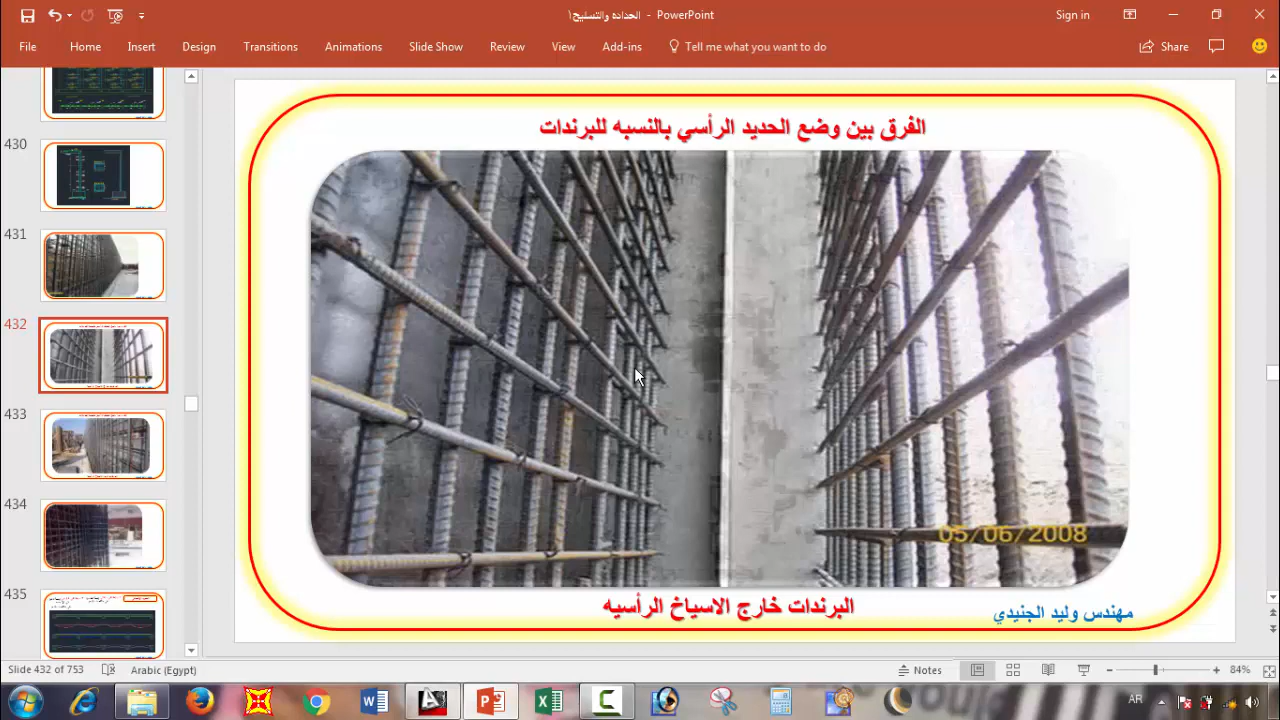 الحداده والتسليح١ - PowerPoint
Sign in
File Home Insert Design Transitions Animations Slide Show Review View Add-ins Tell me what you want to do
Share
430
431
432
433
434
435
الفرق بين وضع الحديد الرأسي بالنسبه للبرندات
05/06/2008
البرندات خارج الاسياخ الرأسيه
مهندس وليد الجنيدي
Slide 432 of 753 Arabic (Egypt)
Notes
84%
AR